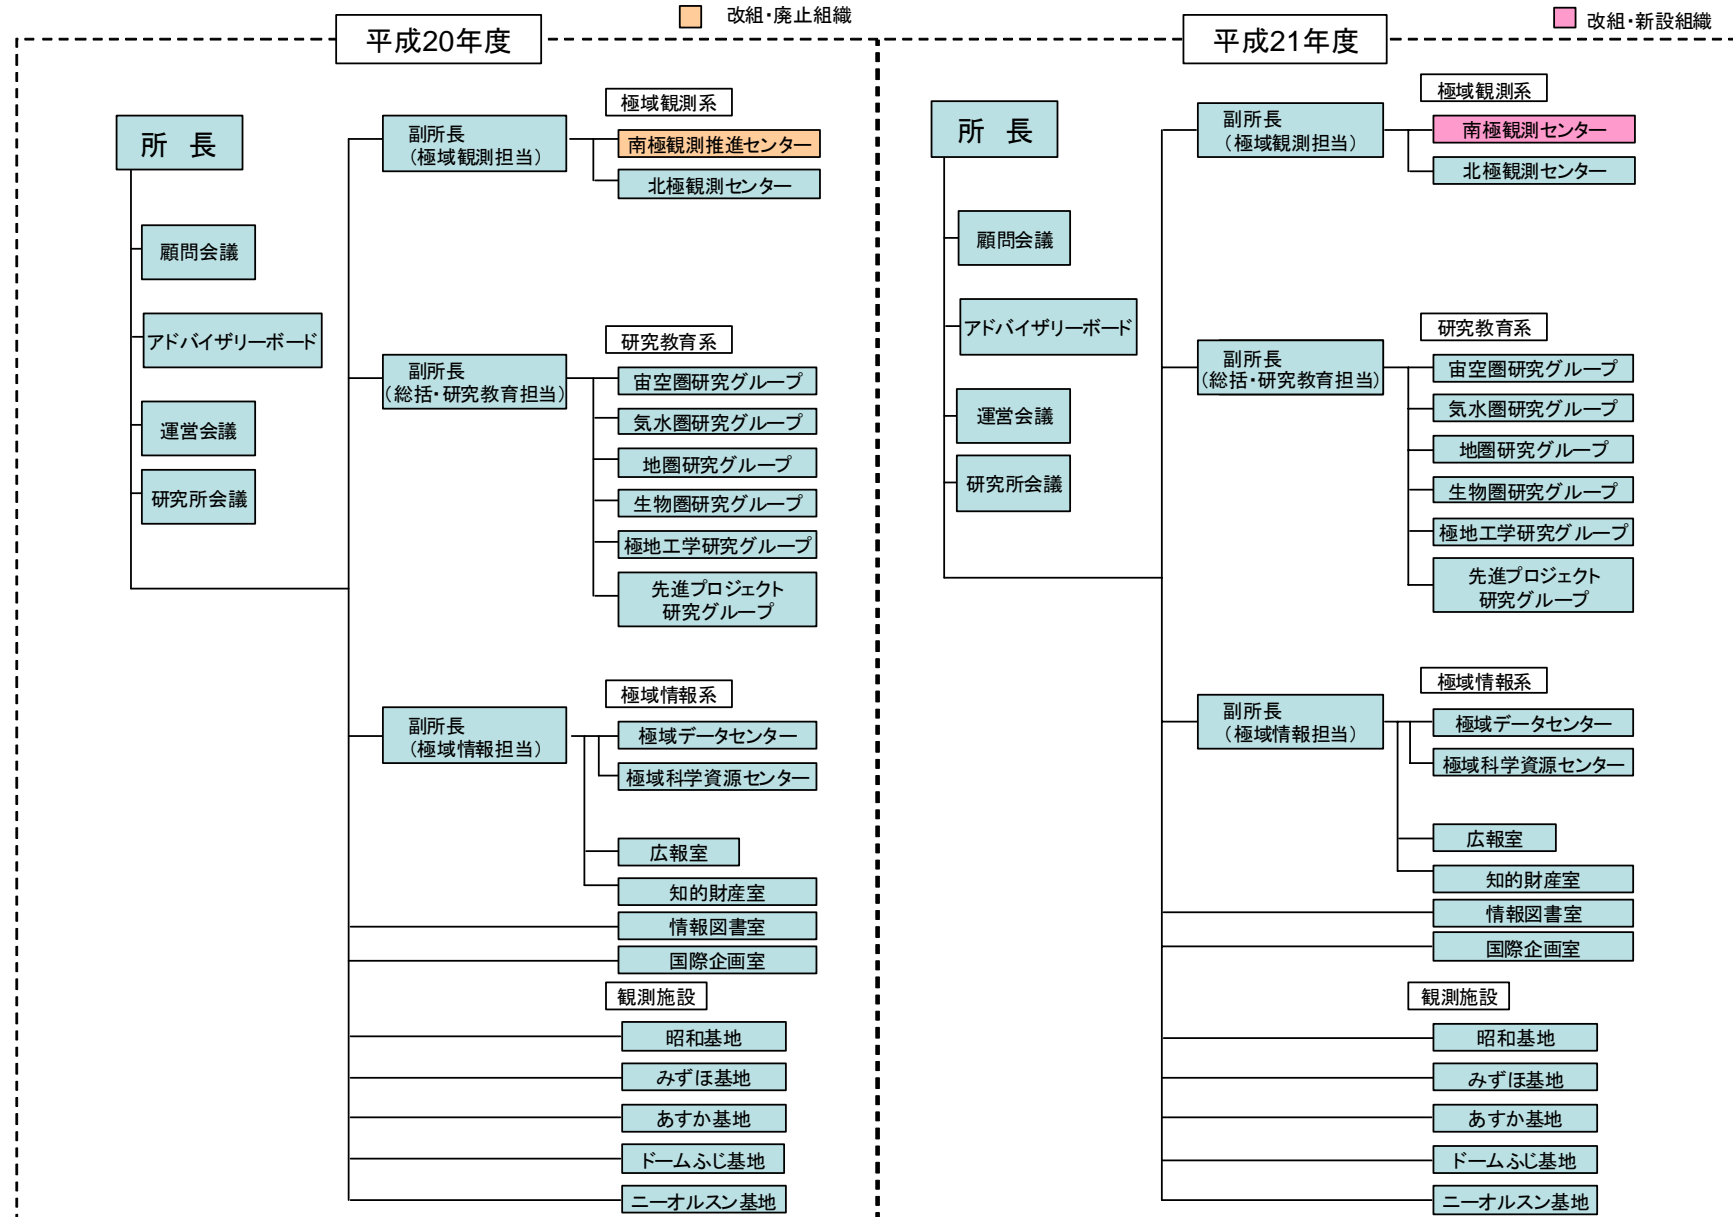 改組・廃止組織
平成20年度
所 長
顧問会議
アドバイザリーボード
運営会議
研究所会議
副所長
（極域観測担当）
極域観測系
南極観測推進センター
北極観測センター
副所長
（総括・研究教育担当）
研究教育系
宙空圏研究グループ
気水圏研究グループ
地圏研究グループ
生物圏研究グループ
極地工学研究グループ
先進プロジェクト
研究グループ
副所長
（極域情報担当）
極域情報系
極域データセンター
極域科学資源センター
広報室
知的財産室
情報図書室
国際企画室
観測施設
昭和基地
みずほ基地
あすか基地
ドームふじ基地
ニーオルスン基地
改組・新設組織
平成21年度
所 長
顧問会議
アドバイザリーボード
運営会議
研究所会議
副所長
（極域観測担当）
極域観測系
南極観測センター
北極観測センター
副所長
（総括・研究教育担当）
研究教育系
宙空圏研究グループ
気水圏研究グループ
地圏研究グループ
生物圏研究グループ
極地工学研究グループ
先進プロジェクト
研究グループ
副所長
（極域情報担当）
極域情報系
極域データセンター
極域科学資源センター
広報室
知的財産室
情報図書室
国際企画室
観測施設
昭和基地
みずほ基地
あすか基地
ドームふじ基地
ニーオルスン基地